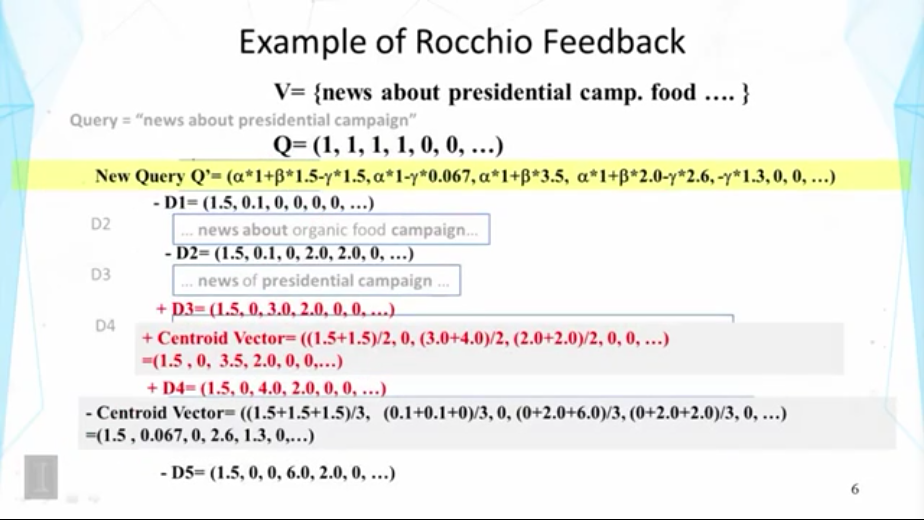 Example of Rocchio Feedback
V= {news about presidential camp. food …. }
Query = “news about presidential campaign”
Q= (1, 1, 1, 1, 0, 0, …)
New Query Q’= (α*1+β*1.5-γ*1.5, α*1-γ*0.067, α*1+β*3.5, α*1+β*2.0-γ*2.6, -γ*1.3, 0, 0, …)
- D1= (1.5, 0.1, 0, 0, 0, 0, …)
D2
… news about organic food campaign…
- D2= (1.5, 0.1, 0, 2.0, 2.0, 0, …)
D3
… news of presidential campaign …
+ D3= (1.5, 0, 3.0, 2.0, 0, 0, …)
D4
+ Centroid Vector= ((1.5+1.5)/2, 0, (3.0+4.0)/2, (2.0+2.0)/2, 0, 0, …)
=(1.5 , 0, 3.5, 2.0, 0, 0,…)
+ D4= (1.5, 0, 4.0, 2.0, 0, 0, …)
- Centroid Vector= ((1.5+1.5+1.5)/3, (0.1+0.1+0)/3, 0, (0+2.0+6.0)/3, (0+2.0+2.0)/3, 0, …)
=(1.5 , 0.067, 0, 2.6, 1.3, 0,…)
- D5= (1.5, 0, 0, 6.0, 2.0, 0, …)
6